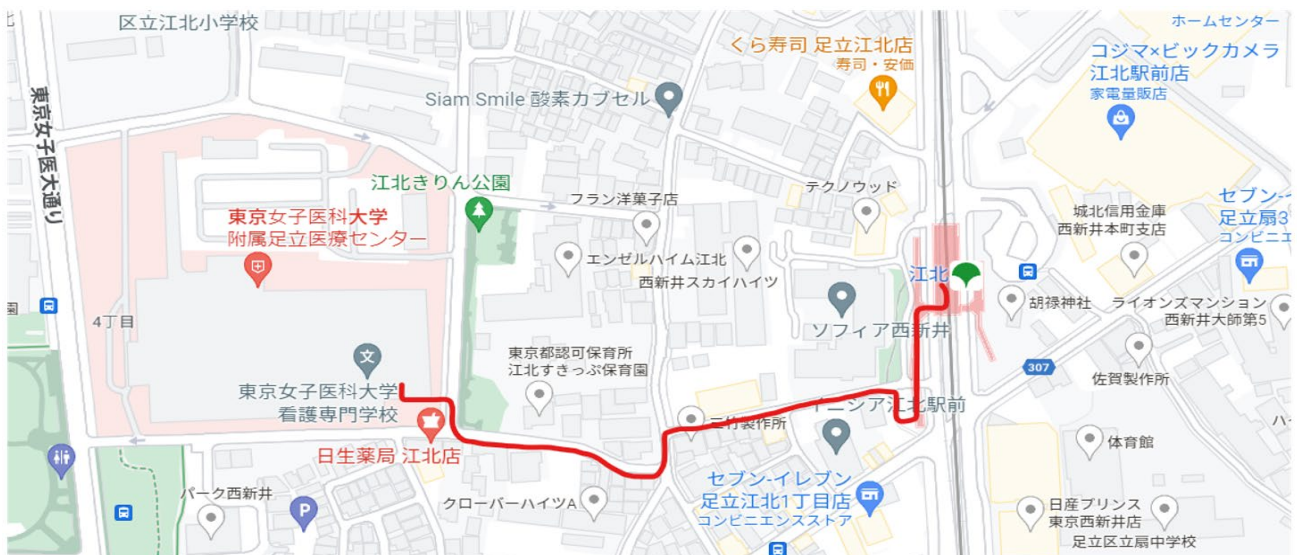 区立江北小学校
ホームセンター
くら寿司 足立江北店
寿司・安価
コジマ×ビックカメラ
江北駅前店
家電量販店
東京女子医大通り
Siam Smile 酸素カプセル
江北きりん公園
フラン洋菓子店
テクノウッド
セブン-
足立扇3
コンビニエ
城北信用金庫
西新井本町支店
東京女子医科大学
附属足立医療センター
エンゼルハイム江北
西新井スカイハイツ
江北
胡禄神社
ライオンズマンション
西新井大師第5
園
4丁目
ソフィア西新井
東京都認可保育所
江北すきっぷ保育園
307
佐賀製作所
東京女子医科大学
看護専門学校
イニシア江北駅前
三竹製作所
ハ
体育館
日生薬局 江北店
セブン-イレブン
足立江北1丁目店
コンビニエンスストア
パーク西新井
P
クローバーハイツA
日産プリンス
東京西新井店
足立区立扇中学校